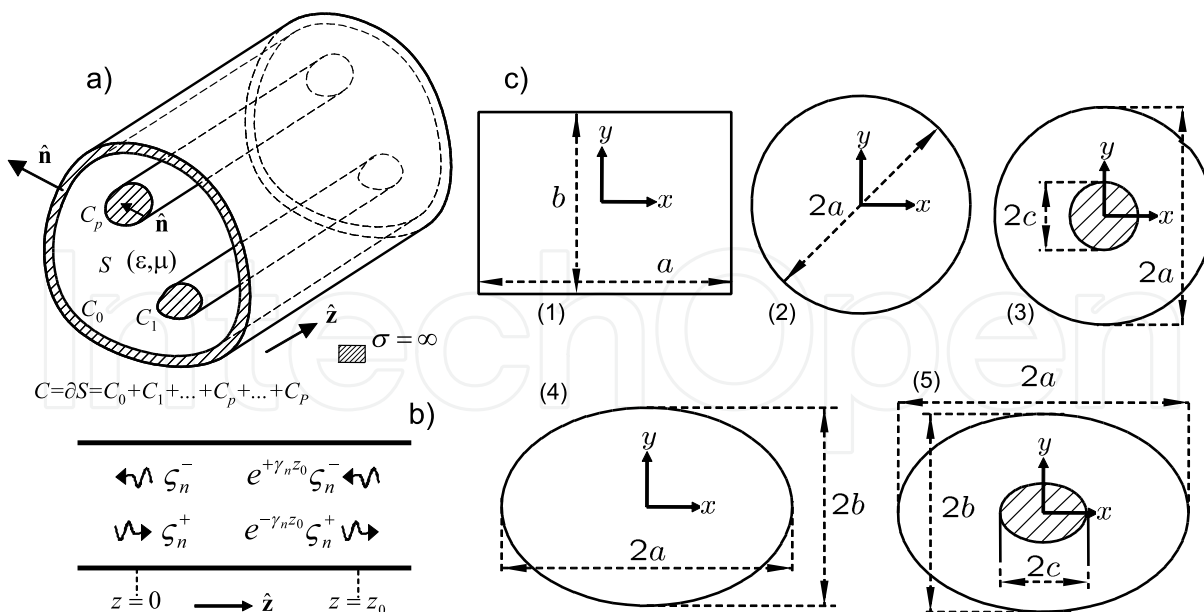 a)
n̂
C_p
n̂
S (ε,μ)
C_0
C_1
ẑ
σ = ∞
C=∂S=C_0+C_1+...+C_p+...+C_P
b)
ς_n^-
e^{+γ_n z_0}ς_n^-
ς_n^+
e^{-γ_n z_0}ς_n^+
z=0
ẑ
z=z_0
c)
y
x
b
a
(1)
y
x
2a
(2)
y
x
2c
2a
(3)
(4)
y
x
2b
2a
(5)
2a
y
x
2b
2c
IntechOpen